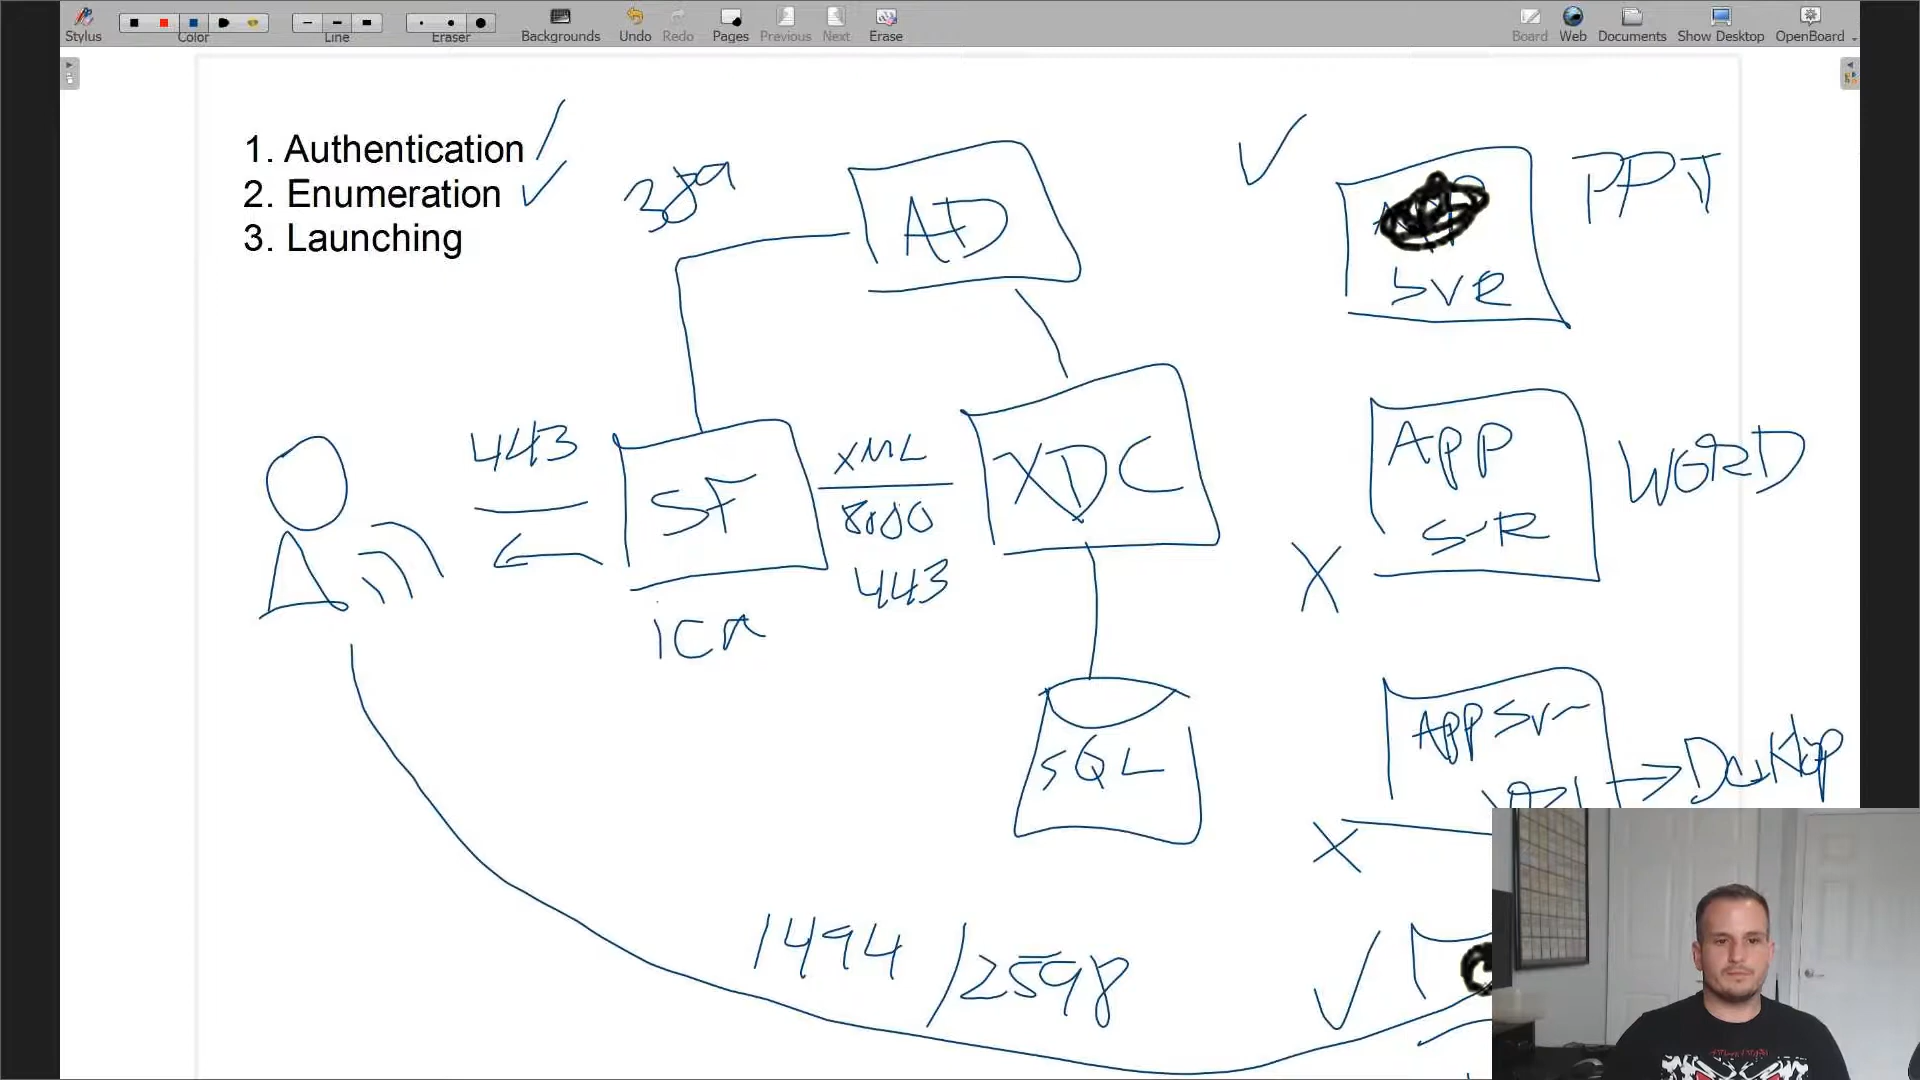 Stylus Color Line Eraser Backgrounds Undo Redo Pages Previous Next Erase Board Web Documents Show Desktop OpenBoard
1. Authentication
2. Enumeration
3. Launching
389
AD
SVR
PPT
443
SF
XML
8080
443
XDC
ica
APP
SVR
WORD
SQL
APP Svr
Desktop
1494 / 2598